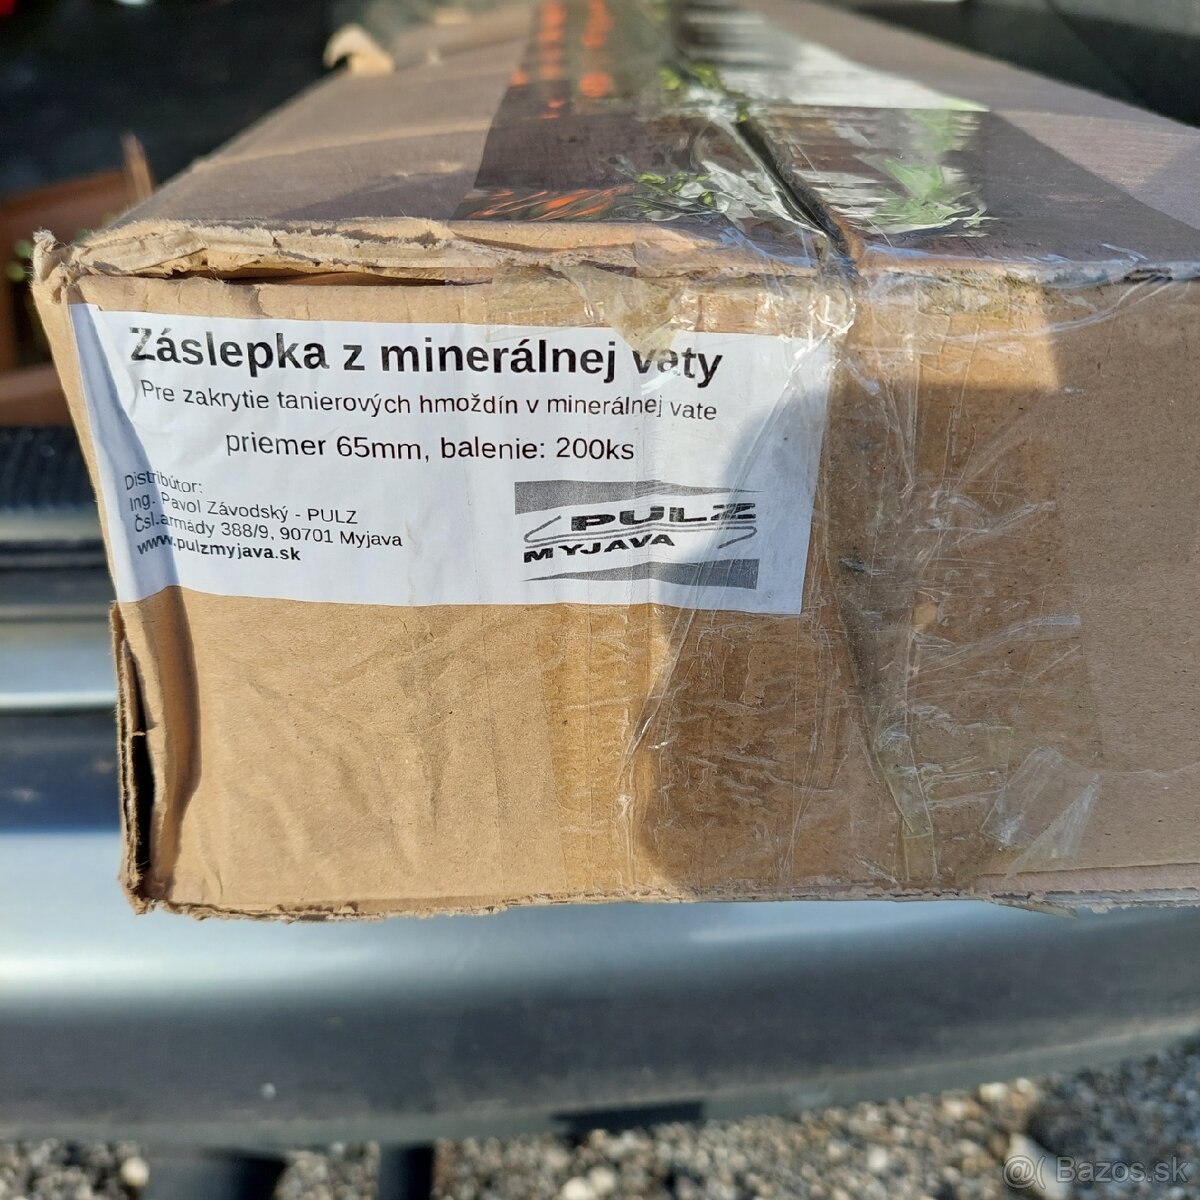 Záslepka z minerálnej vaty
Pre zakrytie tanierových hmoždín v minerálnej vate
priemer 65mm, balenie: 200ks
Distribútor:
Ing. Pavol Závodský - PULZ
Čsl.armády 388/9, 90701 Myjava
www.pulzmyjava.sk
PULZ
MYJAVA
@( Bazos.sk